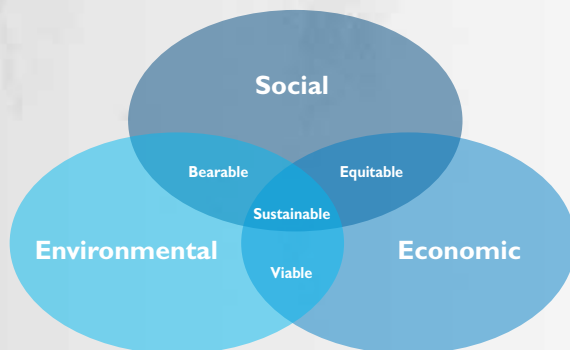 Social
Bearable
Equitable
Sustainable
Environmental
Economic
Viable